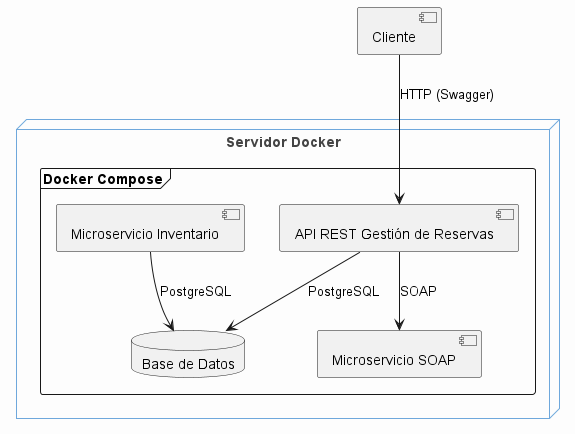 Cliente
HTTP (Swagger)
Servidor Docker
Docker Compose
Microservicio Inventario
API REST Gestión de Reservas
PostgreSQL
PostgreSQL
SOAP
Base de Datos
Microservicio SOAP